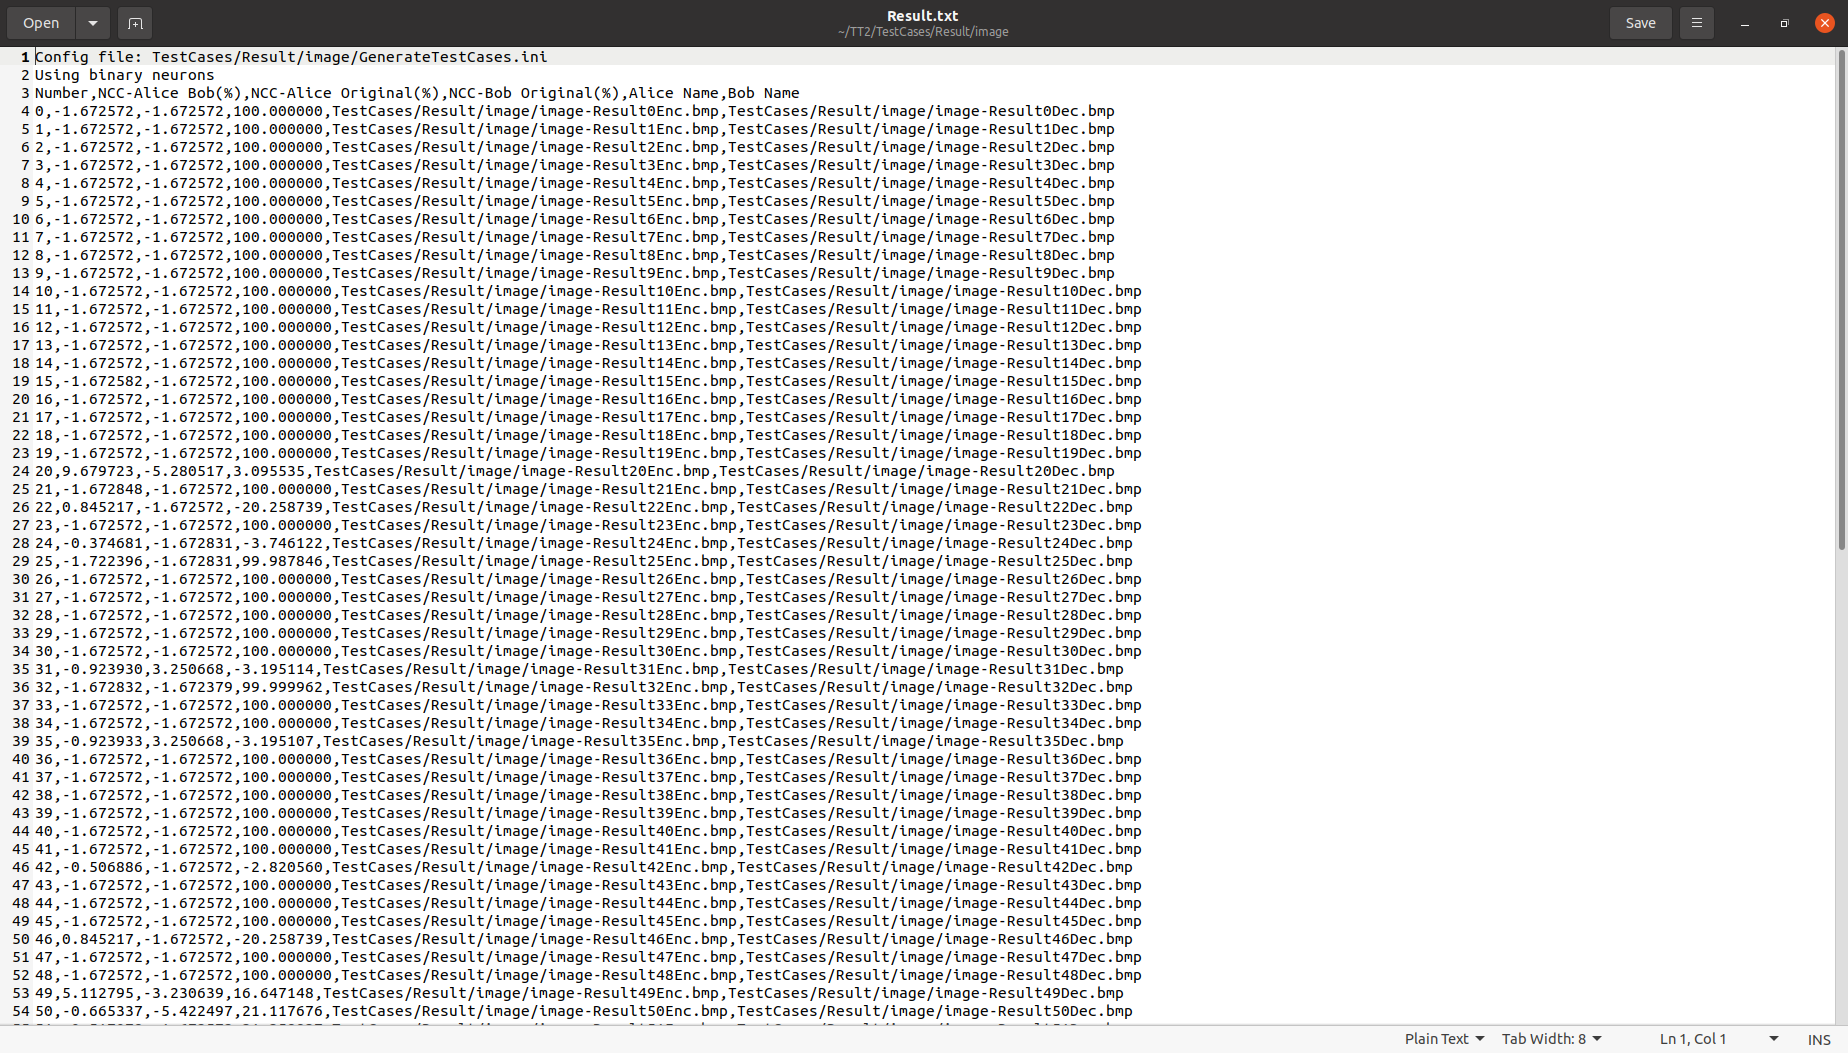 Open
Result.txt
~/TT2/TestCases/Result/image
Save
1 Config file: TestCases/Result/image/GenerateTestCases.ini
2 Using binary neurons
3 Number,NCC-Alice Bob(%),NCC-Alice Original(%),NCC-Bob Original(%),Alice Name,Bob Name
4 0,-1.672572,-1.672572,100.000000,TestCases/Result/image/image-Result0Enc.bmp,TestCases/Result/image/image-Result0Dec.bmp
5 1,-1.672572,-1.672572,100.000000,TestCases/Result/image/image-Result1Enc.bmp,TestCases/Result/image/image-Result1Dec.bmp
6 2,-1.672572,-1.672572,100.000000,TestCases/Result/image/image-Result2Enc.bmp,TestCases/Result/image/image-Result2Dec.bmp
7 3,-1.672572,-1.672572,100.000000,TestCases/Result/image/image-Result3Enc.bmp,TestCases/Result/image/image-Result3Dec.bmp
8 4,-1.672572,-1.672572,100.000000,TestCases/Result/image/image-Result4Enc.bmp,TestCases/Result/image/image-Result4Dec.bmp
9 5,-1.672572,-1.672572,100.000000,TestCases/Result/image/image-Result5Enc.bmp,TestCases/Result/image/image-Result5Dec.bmp
10 6,-1.672572,-1.672572,100.000000,TestCases/Result/image/image-Result6Enc.bmp,TestCases/Result/image/image-Result6Dec.bmp
11 7,-1.672572,-1.672572,100.000000,TestCases/Result/image/image-Result7Enc.bmp,TestCases/Result/image/image-Result7Dec.bmp
12 8,-1.672572,-1.672572,100.000000,TestCases/Result/image/image-Result8Enc.bmp,TestCases/Result/image/image-Result8Dec.bmp
13 9,-1.672572,-1.672572,100.000000,TestCases/Result/image/image-Result9Enc.bmp,TestCases/Result/image/image-Result9Dec.bmp
14 10,-1.672572,-1.672572,100.000000,TestCases/Result/image/image-Result10Enc.bmp,TestCases/Result/image/image-Result10Dec.bmp
15 11,-1.672572,-1.672572,100.000000,TestCases/Result/image/image-Result11Enc.bmp,TestCases/Result/image/image-Result11Dec.bmp
16 12,-1.672572,-1.672572,100.000000,TestCases/Result/image/image-Result12Enc.bmp,TestCases/Result/image/image-Result12Dec.bmp
17 13,-1.672572,-1.672572,100.000000,TestCases/Result/image/image-Result13Enc.bmp,TestCases/Result/image/image-Result13Dec.bmp
18 14,-1.672572,-1.672572,100.000000,TestCases/Result/image/image-Result14Enc.bmp,TestCases/Result/image/image-Result14Dec.bmp
19 15,-1.672582,-1.672572,100.000000,TestCases/Result/image/image-Result15Enc.bmp,TestCases/Result/image/image-Result15Dec.bmp
20 16,-1.672572,-1.672572,100.000000,TestCases/Result/image/image-Result16Enc.bmp,TestCases/Result/image/image-Result16Dec.bmp
21 17,-1.672572,-1.672572,100.000000,TestCases/Result/image/image-Result17Enc.bmp,TestCases/Result/image/image-Result17Dec.bmp
22 18,-1.672572,-1.672572,100.000000,TestCases/Result/image/image-Result18Enc.bmp,TestCases/Result/image/image-Result18Dec.bmp
23 19,-1.672572,-1.672572,100.000000,TestCases/Result/image/image-Result19Enc.bmp,TestCases/Result/image/image-Result19Dec.bmp
24 20,9.679723,-5.280517,3.095535,TestCases/Result/image/image-Result20Enc.bmp,TestCases/Result/image/image-Result20Dec.bmp
25 21,-1.672848,-1.672572,100.000000,TestCases/Result/image/image-Result21Enc.bmp,TestCases/Result/image/image-Result21Dec.bmp
26 22,0.845217,-1.672572,-20.258739,TestCases/Result/image/image-Result22Enc.bmp,TestCases/Result/image/image-Result22Dec.bmp
27 23,-1.672572,-1.672572,100.000000,TestCases/Result/image/image-Result23Enc.bmp,TestCases/Result/image/image-Result23Dec.bmp
28 24,-0.374681,-1.672831,-3.746122,TestCases/Result/image/image-Result24Enc.bmp,TestCases/Result/image/image-Result24Dec.bmp
29 25,-1.722396,-1.672831,99.987846,TestCases/Result/image/image-Result25Enc.bmp,TestCases/Result/image/image-Result25Dec.bmp
30 26,-1.672572,-1.672572,100.000000,TestCases/Result/image/image-Result26Enc.bmp,TestCases/Result/image/image-Result26Dec.bmp
31 27,-1.672572,-1.672572,100.000000,TestCases/Result/image/image-Result27Enc.bmp,TestCases/Result/image/image-Result27Dec.bmp
32 28,-1.672572,-1.672572,100.000000,TestCases/Result/image/image-Result28Enc.bmp,TestCases/Result/image/image-Result28Dec.bmp
33 29,-1.672572,-1.672572,100.000000,TestCases/Result/image/image-Result29Enc.bmp,TestCases/Result/image/image-Result29Dec.bmp
34 30,-1.672572,-1.672572,100.000000,TestCases/Result/image/image-Result30Enc.bmp,TestCases/Result/image/image-Result30Dec.bmp
35 31,-0.923930,3.250668,-3.195114,TestCases/Result/image/image-Result31Enc.bmp,TestCases/Result/image/image-Result31Dec.bmp
36 32,-1.672832,-1.672379,99.999962,TestCases/Result/image/image-Result32Enc.bmp,TestCases/Result/image/image-Result32Dec.bmp
37 33,-1.672572,-1.672572,100.000000,TestCases/Result/image/image-Result33Enc.bmp,TestCases/Result/image/image-Result33Dec.bmp
38 34,-1.672572,-1.672572,100.000000,TestCases/Result/image/image-Result34Enc.bmp,TestCases/Result/image/image-Result34Dec.bmp
39 35,-0.923933,3.250668,-3.195107,TestCases/Result/image/image-Result35Enc.bmp,TestCases/Result/image/image-Result35Dec.bmp
40 36,-1.672572,-1.672572,100.000000,TestCases/Result/image/image-Result36Enc.bmp,TestCases/Result/image/image-Result36Dec.bmp
41 37,-1.672572,-1.672572,100.000000,TestCases/Result/image/image-Result37Enc.bmp,TestCases/Result/image/image-Result37Dec.bmp
42 38,-1.672572,-1.672572,100.000000,TestCases/Result/image/image-Result38Enc.bmp,TestCases/Result/image/image-Result38Dec.bmp
43 39,-1.672572,-1.672572,100.000000,TestCases/Result/image/image-Result39Enc.bmp,TestCases/Result/image/image-Result39Dec.bmp
44 40,-1.672572,-1.672572,100.000000,TestCases/Result/image/image-Result40Enc.bmp,TestCases/Result/image/image-Result40Dec.bmp
45 41,-1.672572,-1.672572,100.000000,TestCases/Result/image/image-Result41Enc.bmp,TestCases/Result/image/image-Result41Dec.bmp
46 42,-0.506886,-1.672572,-2.820560,TestCases/Result/image/image-Result42Enc.bmp,TestCases/Result/image/image-Result42Dec.bmp
47 43,-1.672572,-1.672572,100.000000,TestCases/Result/image/image-Result43Enc.bmp,TestCases/Result/image/image-Result43Dec.bmp
48 44,-1.672572,-1.672572,100.000000,TestCases/Result/image/image-Result44Enc.bmp,TestCases/Result/image/image-Result44Dec.bmp
49 45,-1.672572,-1.672572,100.000000,TestCases/Result/image/image-Result45Enc.bmp,TestCases/Result/image/image-Result45Dec.bmp
50 46,0.845217,-1.672572,-20.258739,TestCases/Result/image/image-Result46Enc.bmp,TestCases/Result/image/image-Result46Dec.bmp
51 47,-1.672572,-1.672572,100.000000,TestCases/Result/image/image-Result47Enc.bmp,TestCases/Result/image/image-Result47Dec.bmp
52 48,-1.672572,-1.672572,100.000000,TestCases/Result/image/image-Result48Enc.bmp,TestCases/Result/image/image-Result48Dec.bmp
53 49,5.112795,-3.230639,16.647148,TestCases/Result/image/image-Result49Enc.bmp,TestCases/Result/image/image-Result49Dec.bmp
54 50,-0.665337,-5.422497,21.117676,TestCases/Result/image/image-Result50Enc.bmp,TestCases/Result/image/image-Result50Dec.bmp
Plain Text Tab Width: 8 Ln 1, Col 1 INS